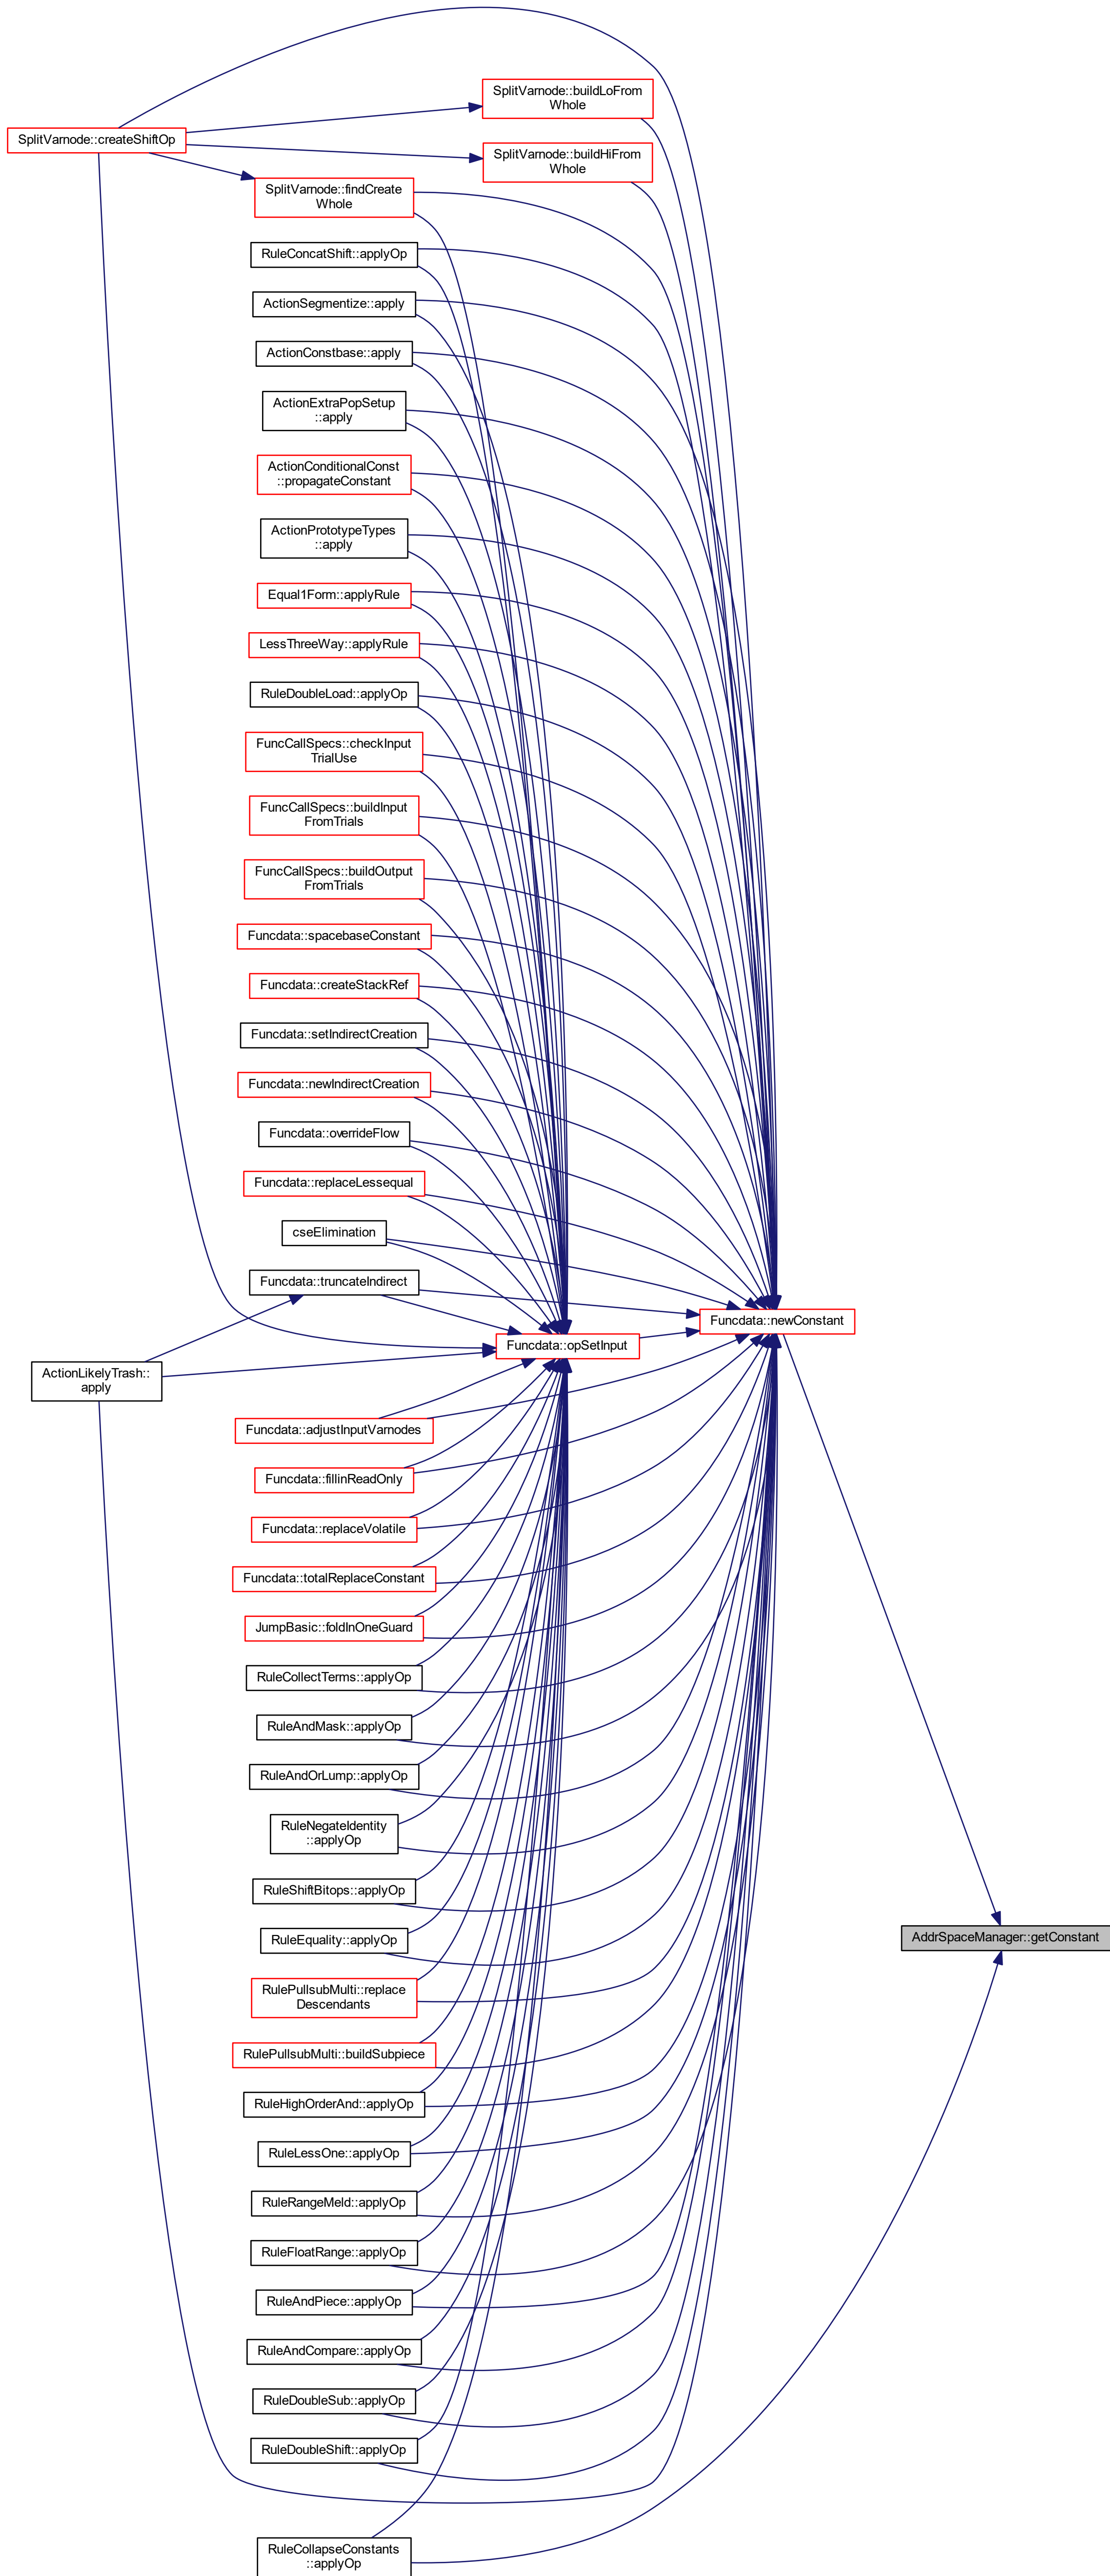 SplitVarnode::buildLoFrom
Whole
SplitVarnode::createShiftOp
SplitVarnode::buildHiFrom
Whole
SplitVarnode::findCreate
Whole
RuleConcatShift::applyOp
ActionSegmentize::apply
ActionConstbase::apply
ActionExtraPopSetup
::apply
ActionConditionalConst
::propagateConstant
ActionPrototypeTypes
::apply
Equal1Form::applyRule
LessThreeWay::applyRule
RuleDoubleLoad::applyOp
FuncCallSpecs::checkInput
TrialUse
FuncCallSpecs::buildInput
FromTrials
FuncCallSpecs::buildOutput
FromTrials
Funcdata::spacebaseConstant
Funcdata::createStackRef
Funcdata::setIndirectCreation
Funcdata::newIndirectCreation
Funcdata::overrideFlow
Funcdata::replaceLessequal
cseElimination
Funcdata::truncateIndirect
Funcdata::newConstant
Funcdata::opSetInput
ActionLikelyTrash::
apply
Funcdata::adjustInputVarnodes
Funcdata::fillinReadOnly
Funcdata::replaceVolatile
Funcdata::totalReplaceConstant
JumpBasic::foldInOneGuard
RuleCollectTerms::applyOp
RuleAndMask::applyOp
RuleAndOrLump::applyOp
RuleNegateIdentity
::applyOp
RuleShiftBitops::applyOp
RuleEquality::applyOp
AddrSpaceManager::getConstant
RulePullsubMulti::replace
Descendants
RulePullsubMulti::buildSubpiece
RuleHighOrderAnd::applyOp
RuleLessOne::applyOp
RuleRangeMeld::applyOp
RuleFloatRange::applyOp
RuleAndPiece::applyOp
RuleAndCompare::applyOp
RuleDoubleSub::applyOp
RuleDoubleShift::applyOp
RuleCollapseConstants
::applyOp